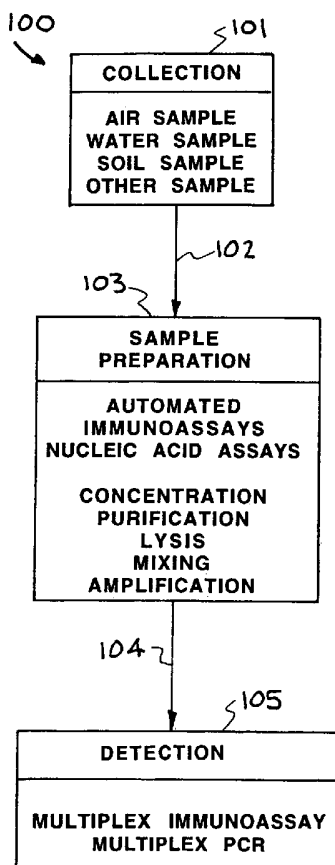 100
101
COLLECTION
AIR SAMPLE
WATER SAMPLE
SOIL SAMPLE
OTHER SAMPLE
102
103
SAMPLE
PREPARATION
AUTOMATED
IMMUNOASSAYS
NUCLEIC ACID ASSAYS
CONCENTRATION
PURIFICATION
LYSIS
MIXING
AMPLIFICATION
104
105
DETECTION
MULTIPLEX IMMUNOASSAY
MULTIPLEX PCR